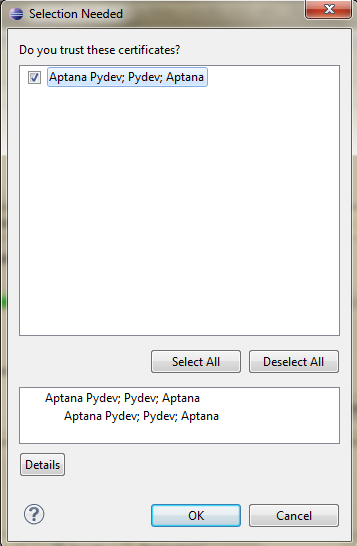 Selection Needed
Do you trust these certificates?
Aptana Pydev; Pydev; Aptana
Select All
Deselect All
Aptana Pydev; Pydev; Aptana
Aptana Pydev; Pydev; Aptana
Details
?
OK
Cancel